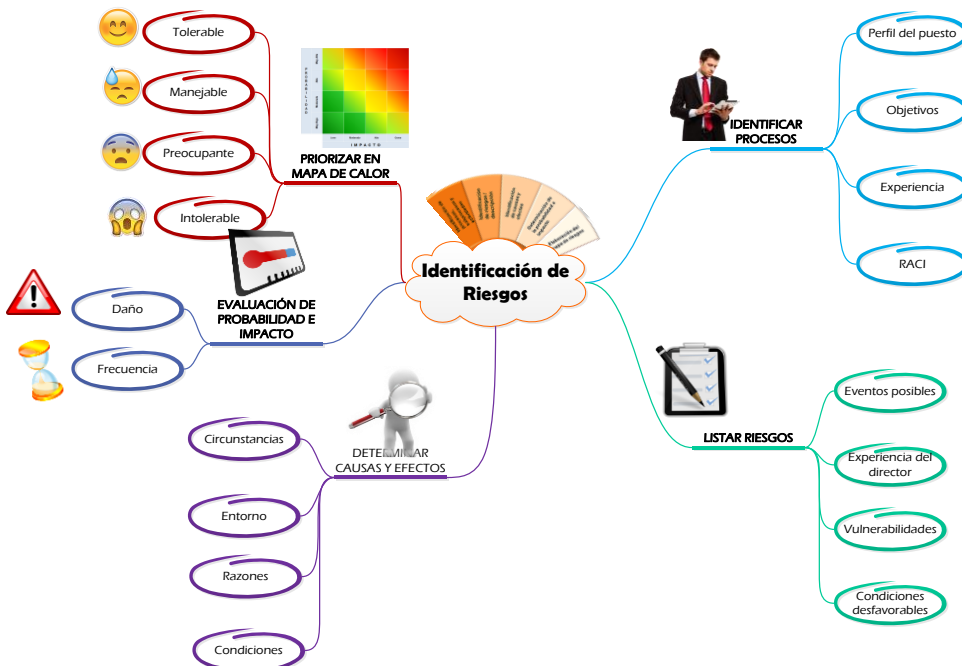 Tolerable
Manejable
Preocupante
Intolerable
PROBABILIDAD
IMPACTO
PRIORIZAR EN
MAPA DE CALOR
Daño
Frecuencia
EVALUACIÓN DE
PROBABILIDAD E
IMPACTO
Circunstancias
Entorno
Razones
Condiciones
CAUSAS Y EFECTOS
Identificación de
Riesgos
IDENTIFICAR
PROCESOS
Perfil del puesto
Objetivos
Experiencia
RACI
LISTAR RIESGOS
Eventos posibles
Experiencia del
director
Vulnerabilidades
Condiciones
desfavorables